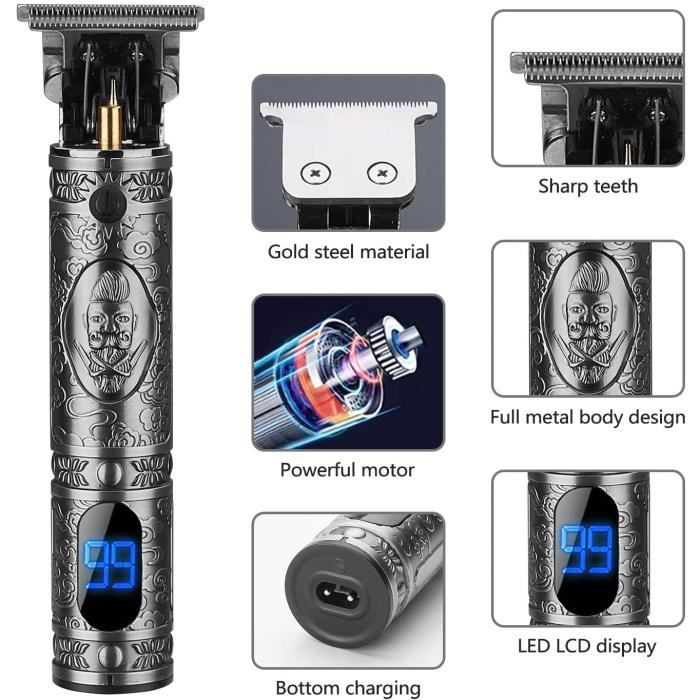 99
Gold steel material
Powerful motor
Bottom charging
Sharp teeth
Full metal body design
99
LED LCD display